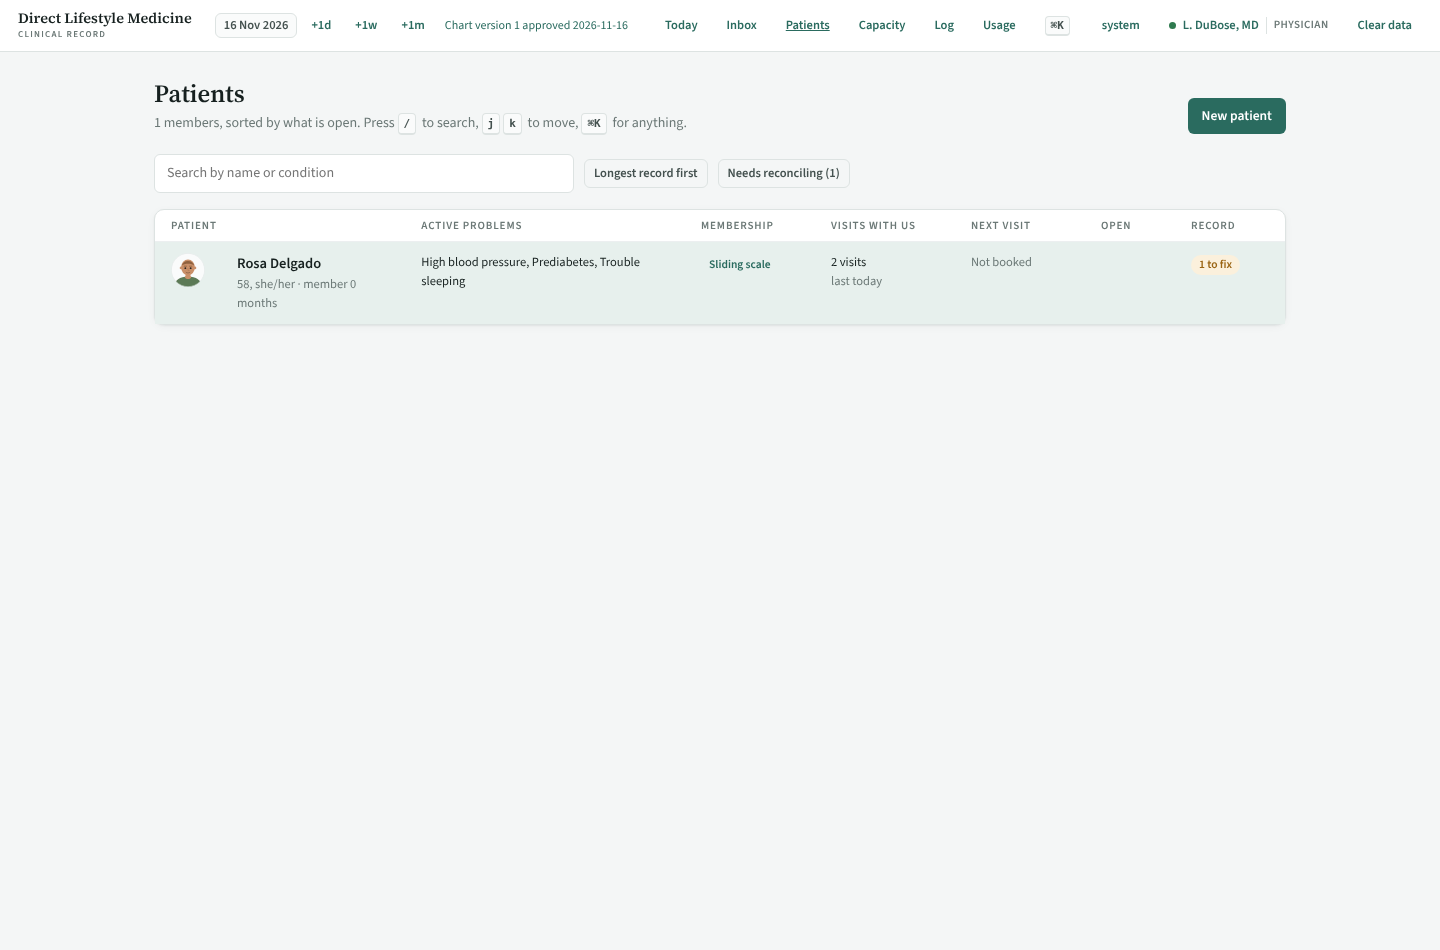 Direct Lifestyle Medicine
CLINICAL RECORD
16 Nov 2026 +1d +1w +1m Chart version 1 approved 2026-11-16 Today Inbox Patients Capacity Log Usage ⌘K system L. DuBose, MD PHYSICIAN Clear data
Patients
1 members, sorted by what is open. Press / to search, j k to move, ⌘K for anything.
New patient
Search by name or condition Longest record first Needs reconciling (1)
PATIENT ACTIVE PROBLEMS MEMBERSHIP VISITS WITH US NEXT VISIT OPEN RECORD
Rosa Delgado
58, she/her · member 0
months
High blood pressure, Prediabetes, Trouble
sleeping
Sliding scale
2 visits
last today
Not booked
1 to fix